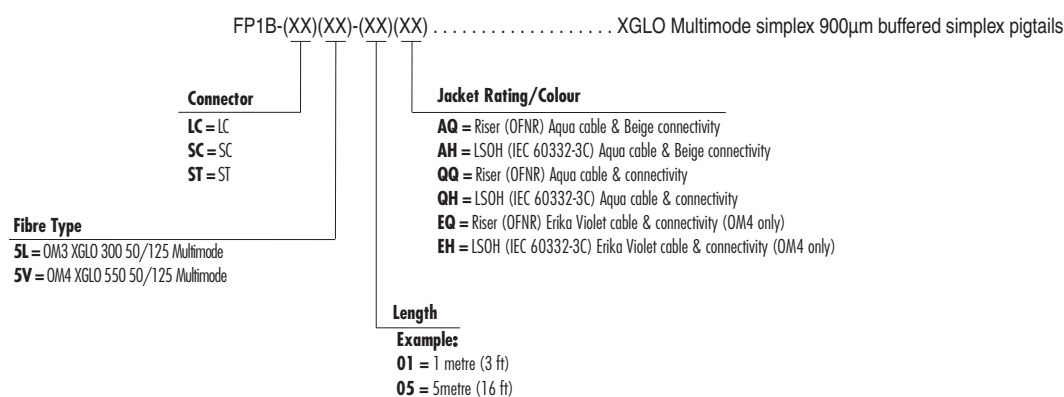 FP1B-(XX)(XX)-(XX)(XX) . . . . . . . . . . . . . . . . . . . XGLO Multimode simplex 900µm buffered simplex pigtails
Connector
LC = LC
SC = SC
ST = ST
Jacket Rating/Colour
AQ = Riser (OFNR) Aqua cable & Beige connectivity
AH = LSOH (IEC 60332-3C) Aqua cable & Beige connectivity
QQ = Riser (OFNR) Aqua cable & connectivity
QH = LSOH (IEC 60332-3C) Aqua cable & connectivity
EQ = Riser (OFNR) Erika Violet cable & connectivity (OM4 only)
EH = LSOH (IEC 60332-3C) Erika Violet cable & connectivity (OM4 only)
Fibre Type
5L = OM3 XGLO 300 50/125 Multimode
5V = OM4 XGLO 550 50/125 Multimode
Length
Example:
01 = 1 metre (3 ft)
05 = 5metre (16 ft)